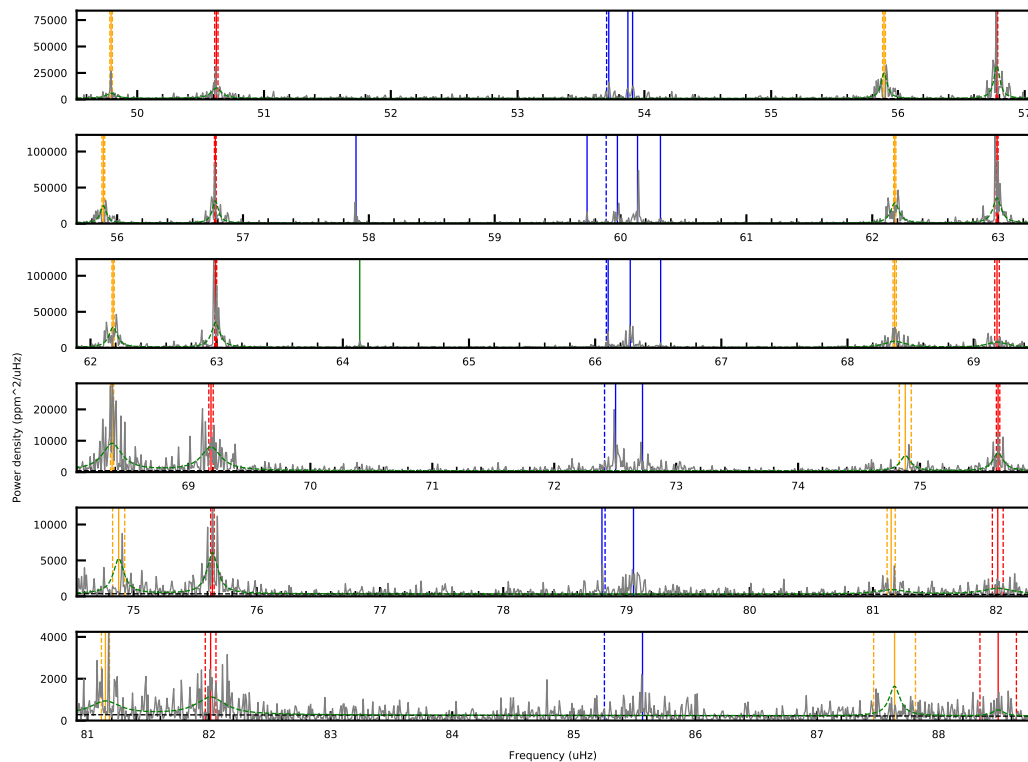 75000
50000
25000
0
50 51 52 53 54 55 56 57
100000
50000
0
56 57 58 59 60 61 62 63
100000
50000
0
62 63 64 65 66 67 68 69
20000
10000
0
69 70 71 72 73 74 75
10000
5000
0
75 76 77 78 79 80 81 82
4000
2000
0
81 82 83 84 85 86 87 88
Power density (ppm^2/uHz)
Frequency (uHz)